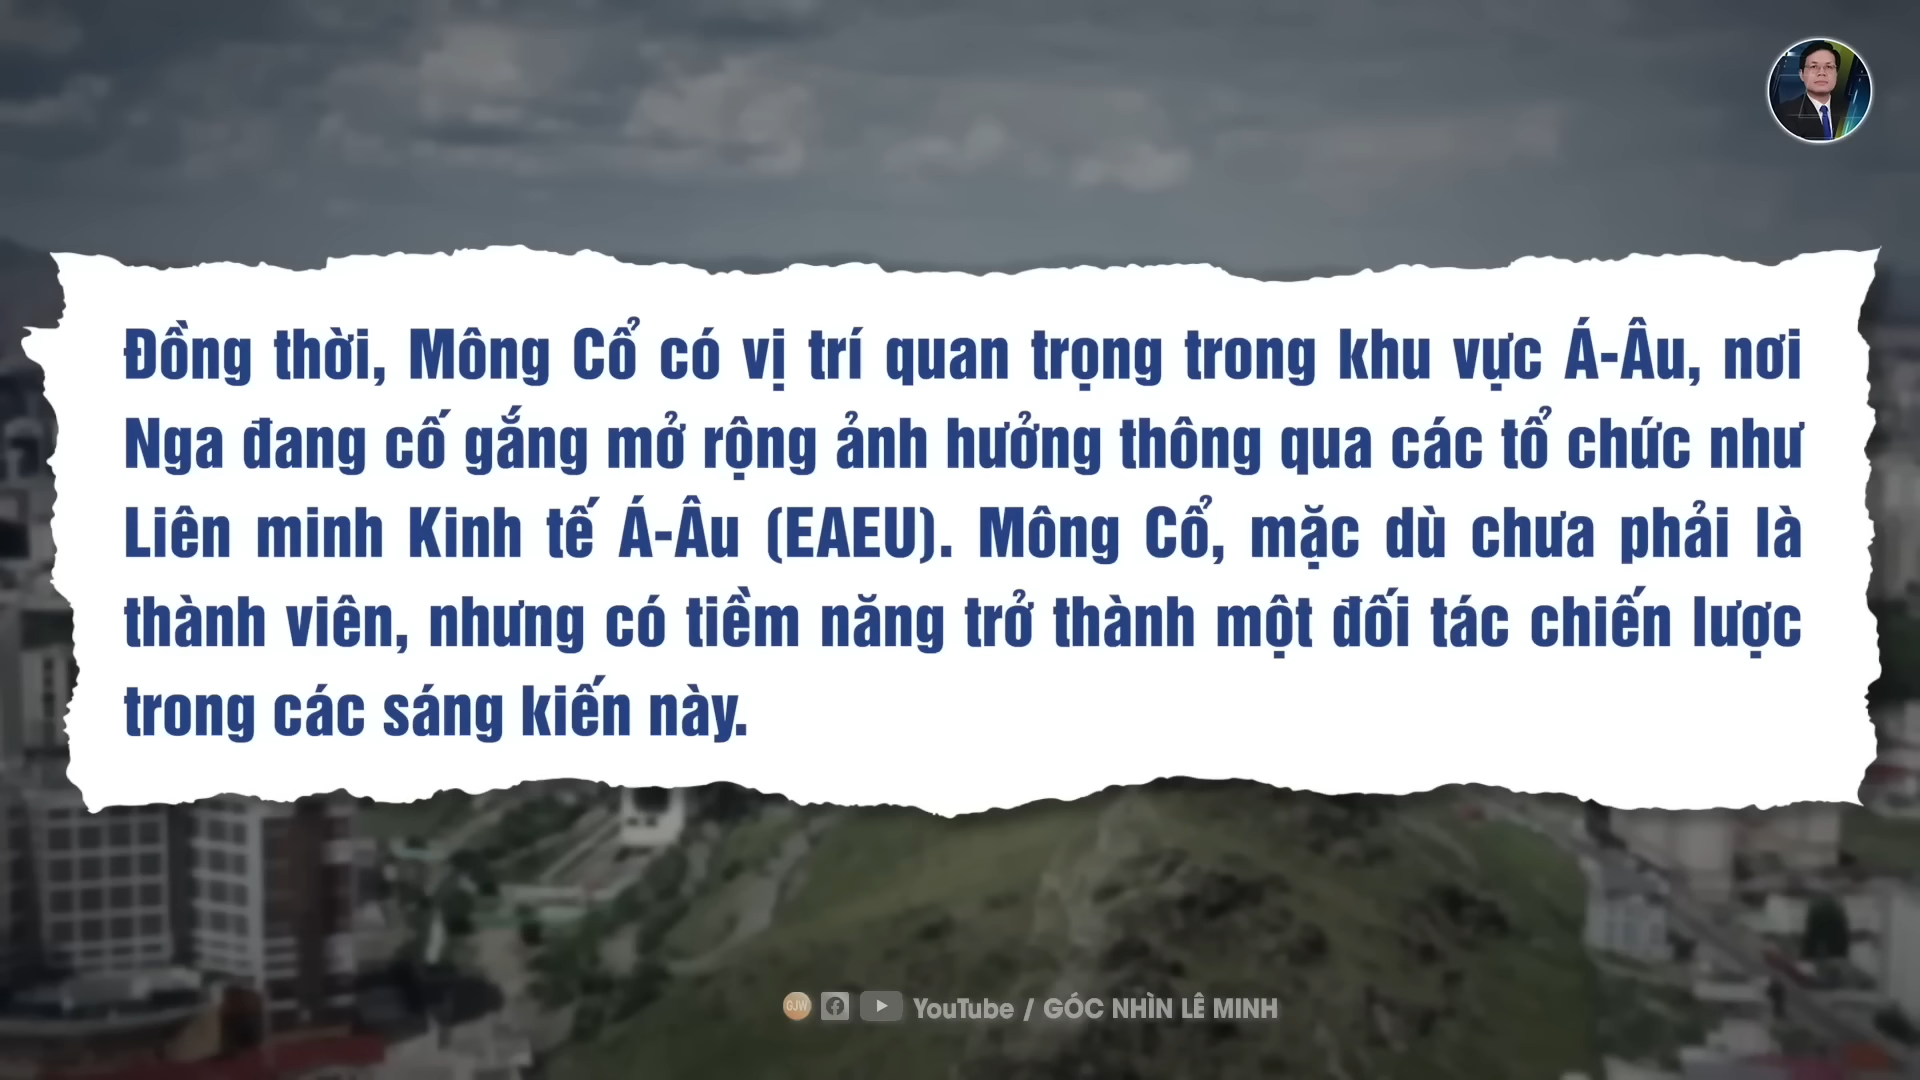 Đồng thời, Mông Cổ có vị trí quan trọng trong khu vực Á-Âu, nơi
Nga đang cố gắng mở rộng ảnh hưởng thông qua các tổ chức như
Liên minh Kinh tế Á-Âu (EAEU). Mông Cổ, mặc dù chưa phải là
thành viên, nhưng có tiềm năng trở thành một đối tác chiến lược
trong các sáng kiến này.
GJW YouTube / GÓC NHÌN LÊ MINH